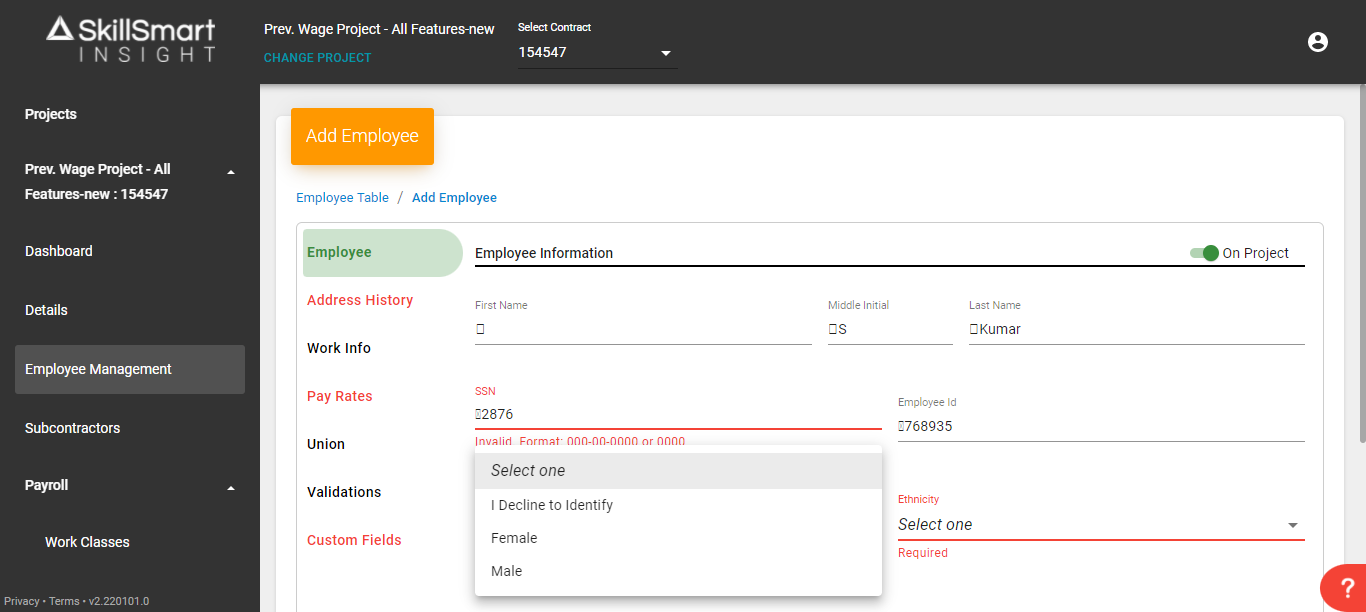 SkillSmart
INSIGHT
Prev. Wage Project - All Features-new
CHANGE PROJECT
Select Contract
154547
Projects
Prev. Wage Project - All
Features-new : 154547
Dashboard
Details
Employee Management
Subcontractors
Payroll
Work Classes
Privacy • Terms • v2.220101.0
Add Employee
Employee Table / Add Employee
Employee
Address History
Work Info
Pay Rates
Union
Validations
Custom Fields
Employee Information
On Project
First Name
Middle Initial
S
Last Name
Kumar
SSN
2876
Invalid. Format: 000-00-0000 or 0000
Employee Id
768935
Select one
I Decline to Identify
Female
Male
Ethnicity
Select one
Required
?